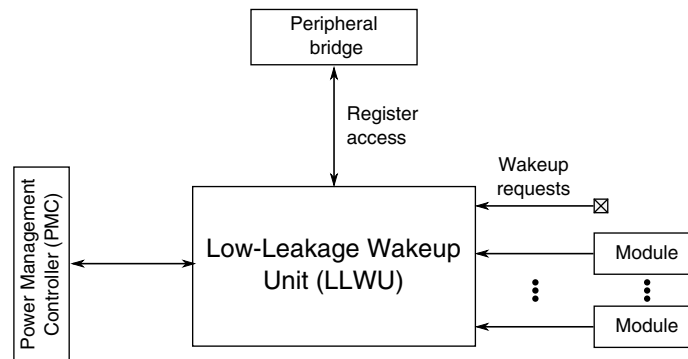 Peripheral
bridge
Register
access
Wakeup
requests
Power Management
Controller (PMC)
Low-Leakage Wakeup
Unit (LLWU)
Module
Module